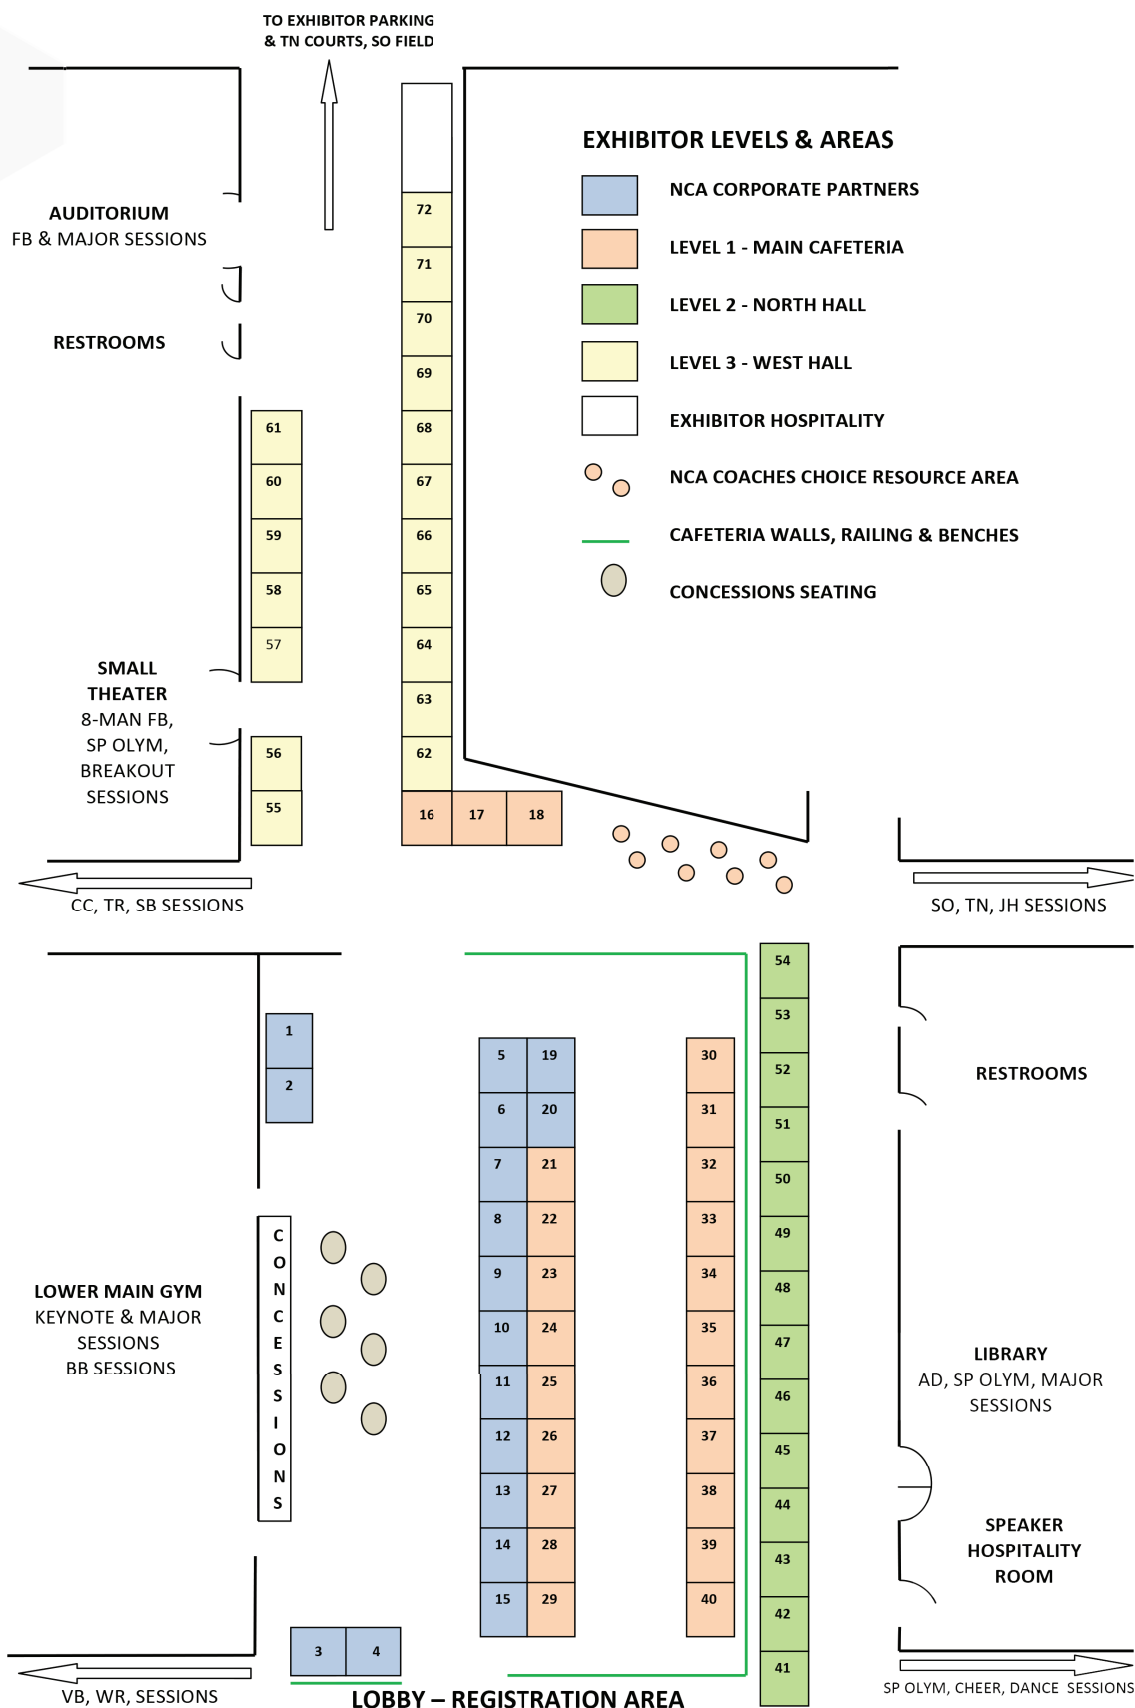 TO EXHIBITOR PARKING
& TN COURTS, SO FIELD
EXHIBITOR LEVELS & AREAS
NCA CORPORATE PARTNERS
LEVEL 1 - MAIN CAFETERIA
LEVEL 2 - NORTH HALL
LEVEL 3 - WEST HALL
EXHIBITOR HOSPITALITY
NCA COACHES CHOICE RESOURCE AREA
CAFETERIA WALLS, RAILING & BENCHES
CONCESSIONS SEATING
AUDITORIUM
FB & MAJOR SESSIONS
RESTROOMS
SMALL
THEATER
8-MAN FB,
SP OLYM,
BREAKOUT
SESSIONS
72
71
70
69
68
67
66
65
64
63
62
61
60
59
58
57
56
55
16 17 18
CC, TR, SB SESSIONS
SO, TN, JH SESSIONS
1
2
LOWER MAIN GYM
KEYNOTE & MAJOR
SESSIONS
BB SESSIONS
CONCESSIONS
3 4
5 19
6 20
7 21
8 22
9 23
10 24
11 25
12 26
13 27
14 28
15 29
30
31
32
33
34
35
36
37
38
39
40
54
53
52
51
50
49
48
47
46
45
44
43
42
41
RESTROOMS
LIBRARY
AD, SP OLYM, MAJOR
SESSIONS
SPEAKER
HOSPITALITY
ROOM
VB, WR, SESSIONS
LOBBY – REGISTRATION AREA
SP OLYM, CHEER, DANCE SESSIONS